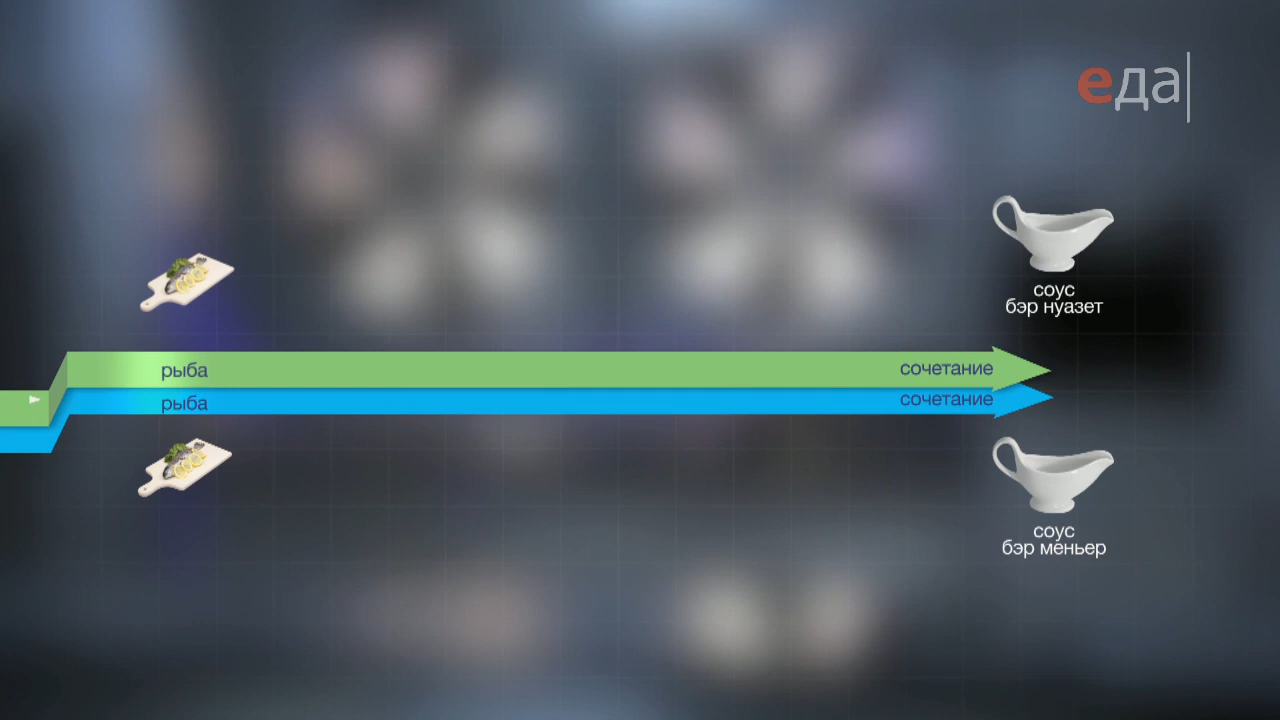 еда
соус
бэр нуазет
рыба
сочетание
рыба
сочетание
соус
бэр меньер